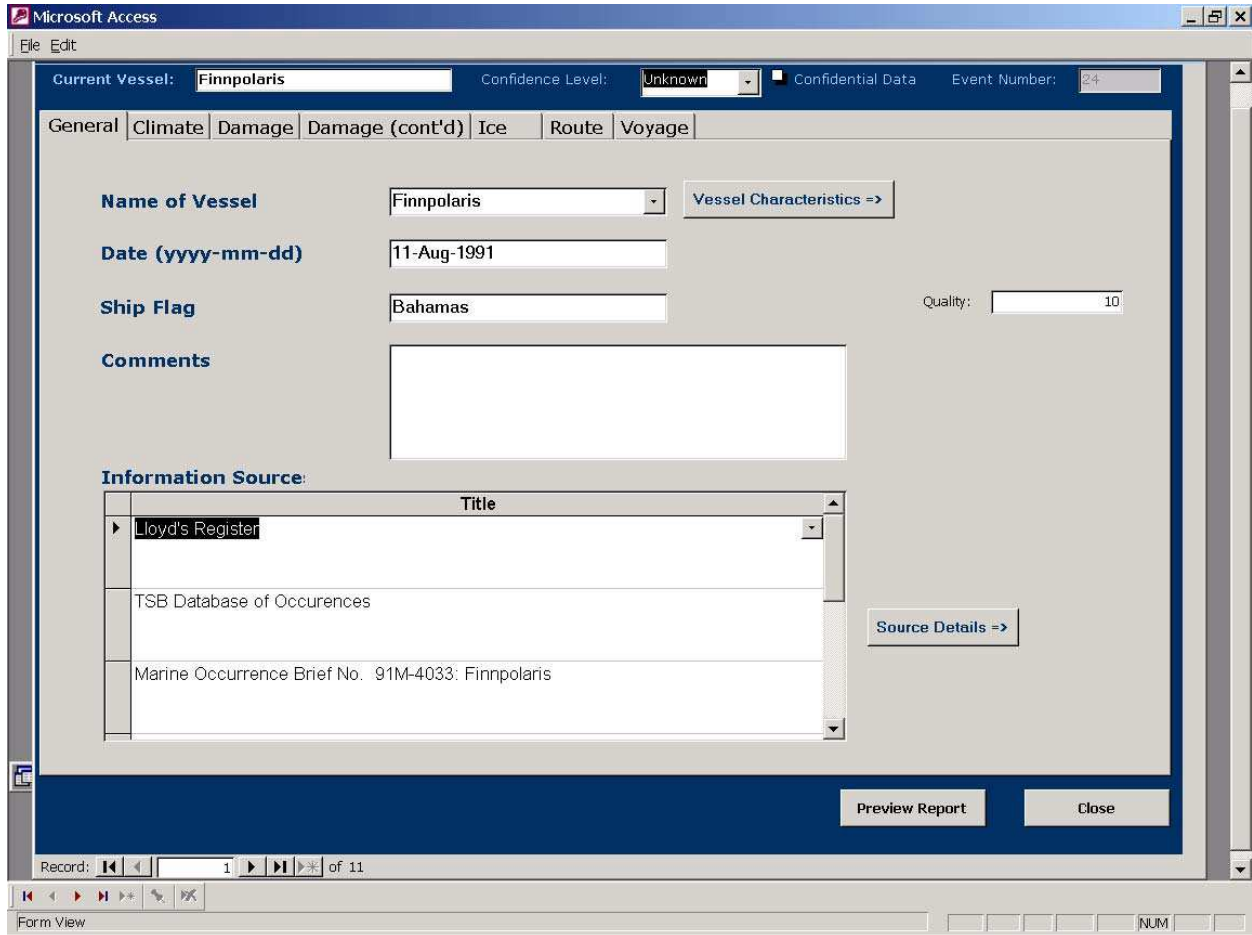 Microsoft Access
File Edit
Current Vessel: Finnpolaris Confidence Level: Unknown Confidential Data Event Number: 24
General Climate Damage Damage (cont'd) Ice Route Voyage
Name of Vessel Finnpolaris Vessel Characteristics =>
Date (yyyy-mm-dd) 11-Aug-1991
Ship Flag Bahamas Quality: 10
Comments
Information Source:
Title
Lloyd's Register
TSB Database of Occurences
Source Details =>
Marine Occurrence Brief No. 91M-4033: Finnpolaris
Preview Report Close
Record: 1 of 11
Form View NUM